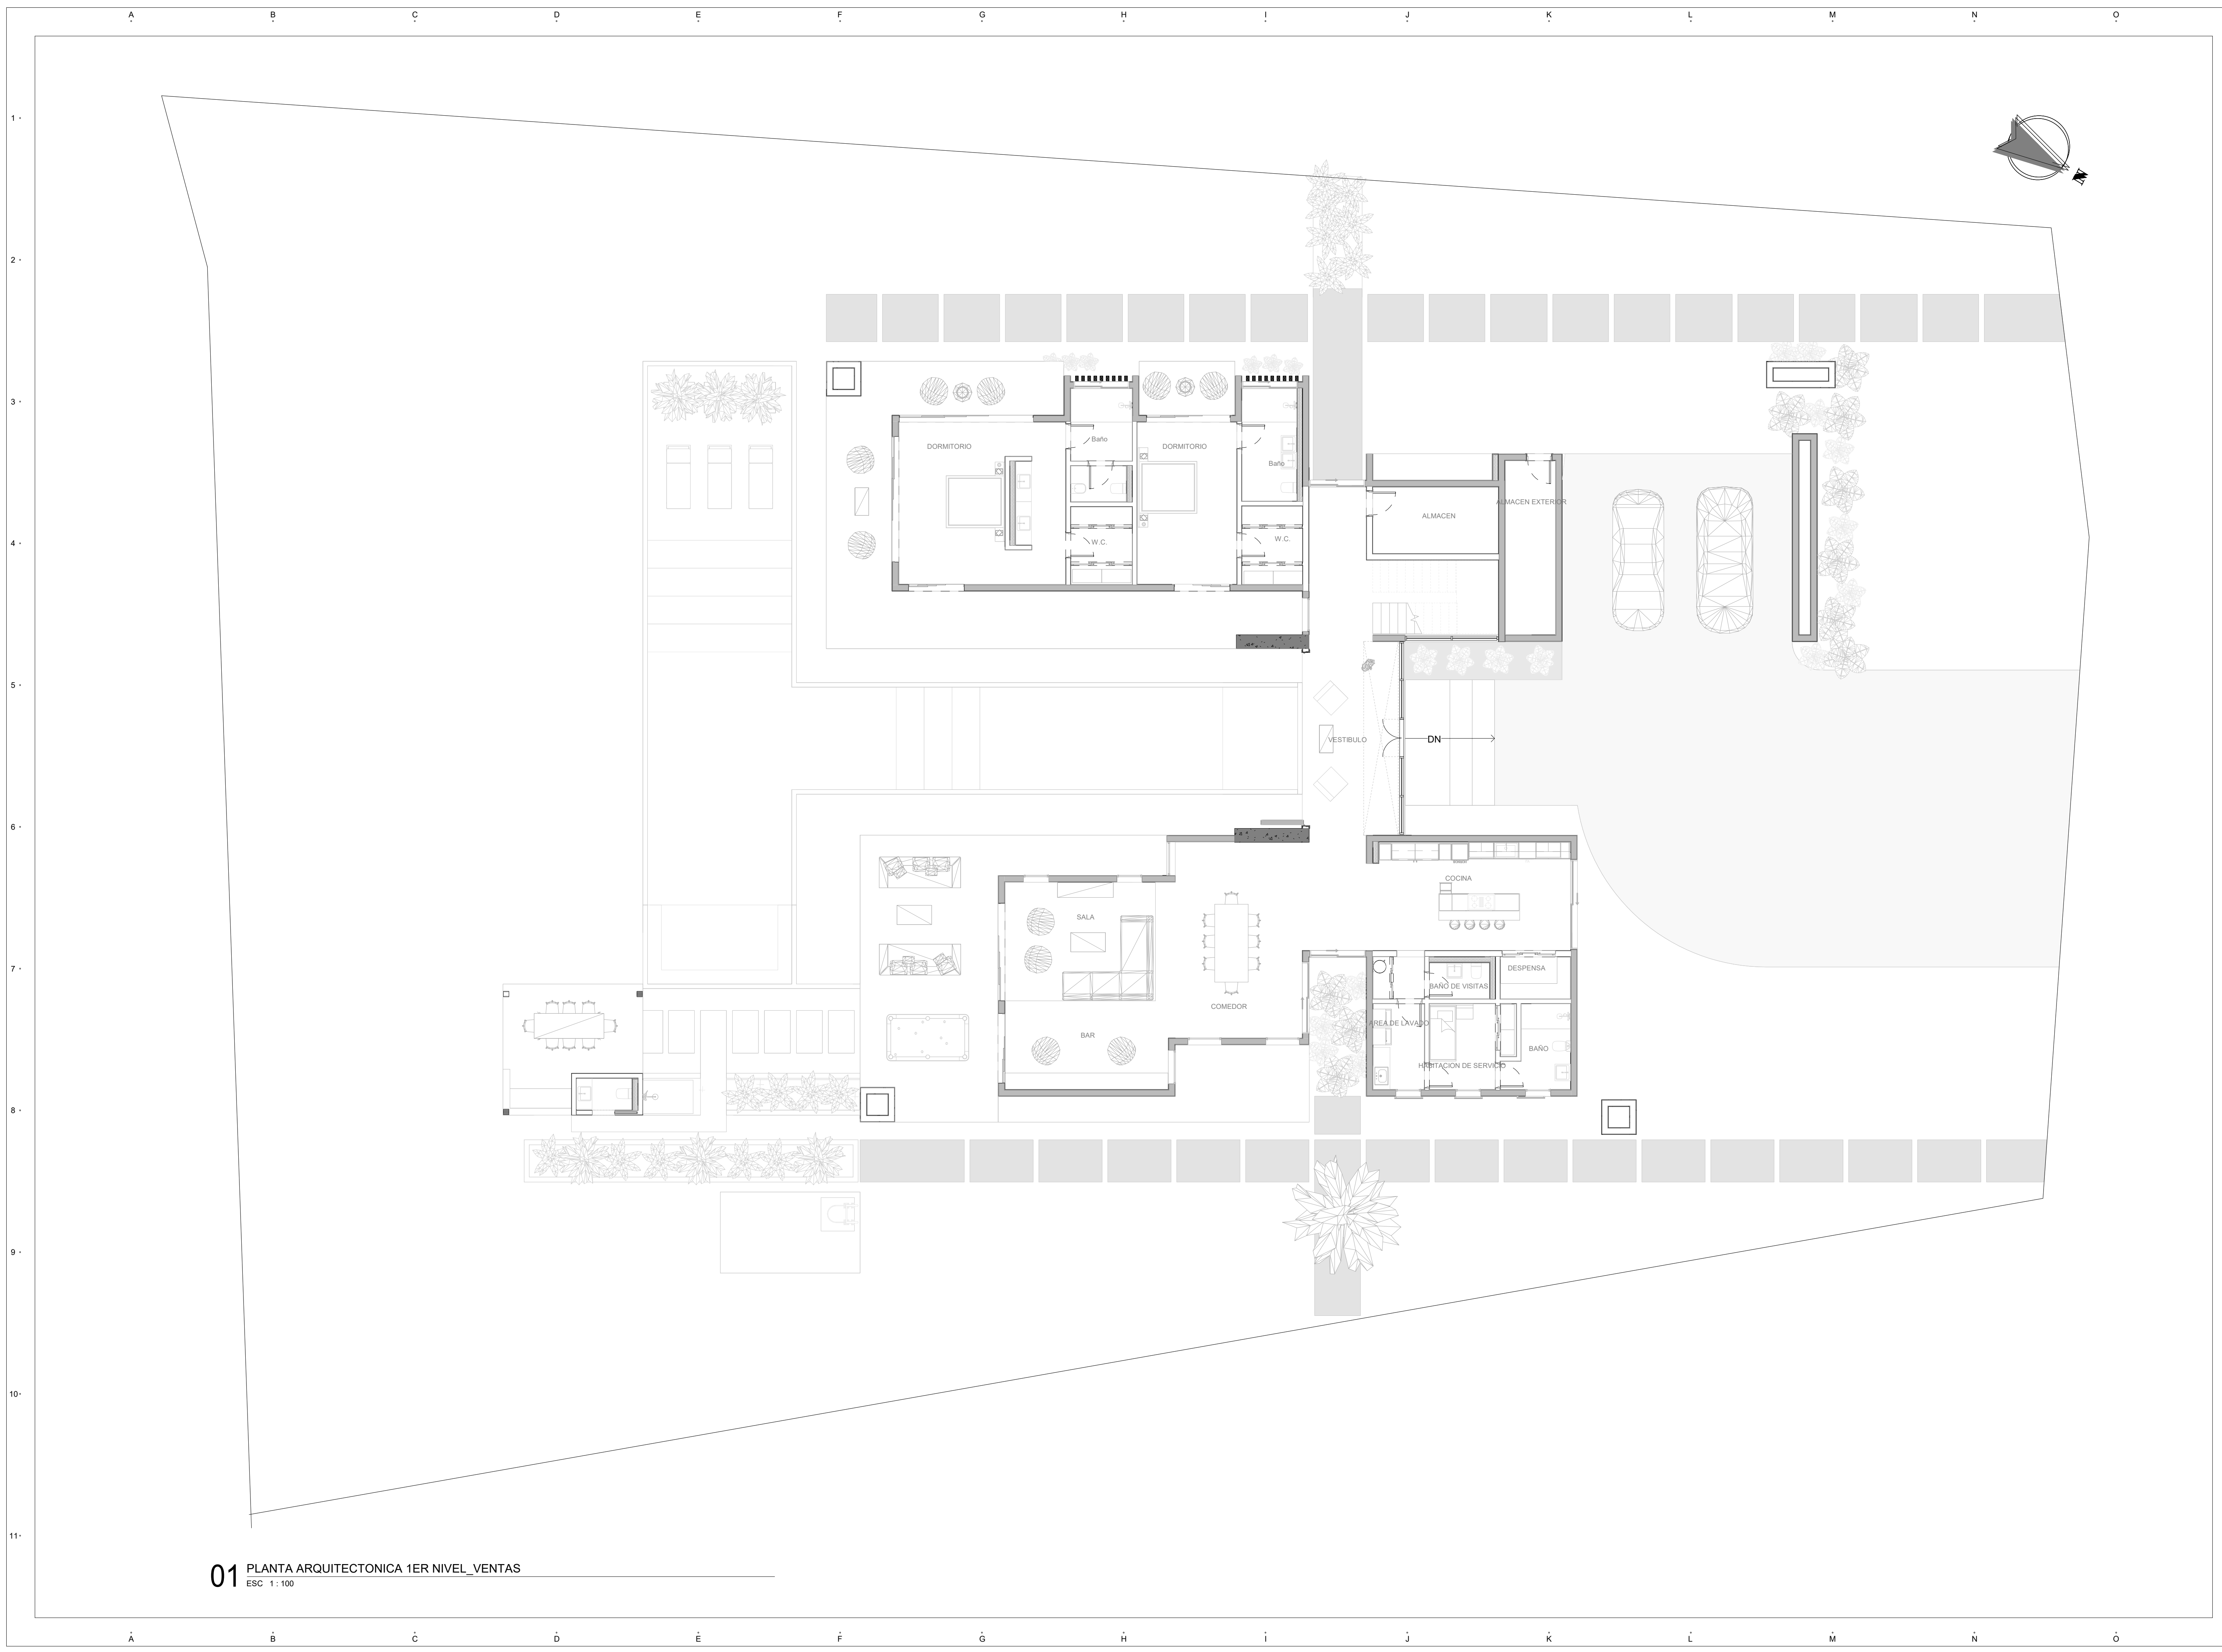 A B C D E F G H I J K L M N O
1
2
3
4
5
6
7
8
9
10
11
DORMITORIO
Baño
DORMITORIO
Baño
W.C.
W.C.
ALMACEN EXTERIOR
ALMACEN
VESTIBULO
DN
COCINA
SALA
DESPENSA
BAÑO DE VISITAS
COMEDOR
AREA DE LAVADO
BAR
BAÑO
HABITACION DE SERVICIO
01 PLANTA ARQUITECTONICA 1ER NIVEL_VENTAS
ESC 1 : 100
A B C D E F G H I J K L M N O